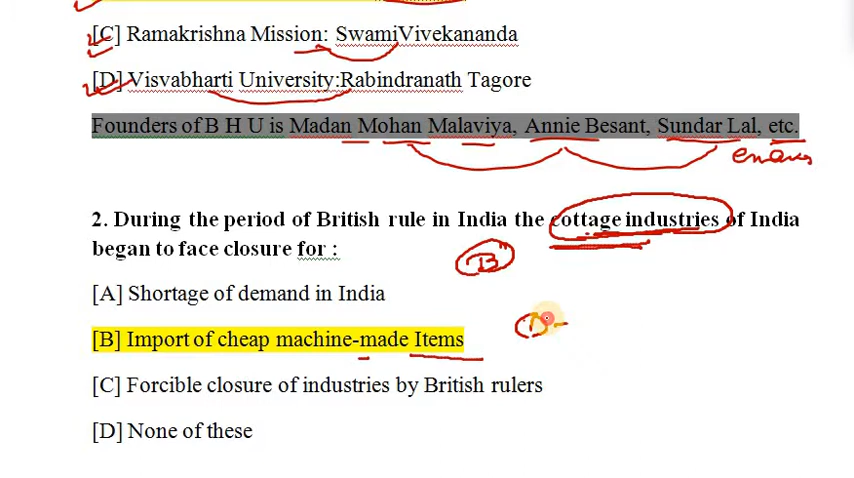 [C] Ramakrishna Mission: SwamiVivekananda
[D] Visvabharti University:Rabindranath Tagore
Founders of B H U is Madan Mohan Malaviya, Annie Besant, Sundar Lal, etc.
2. During the period of British rule in India the cottage industries of India
began to face closure for :
B
[A] Shortage of demand in India
[B] Import of cheap machine-made Items
[C] Forcible closure of industries by British rulers
[D] None of these